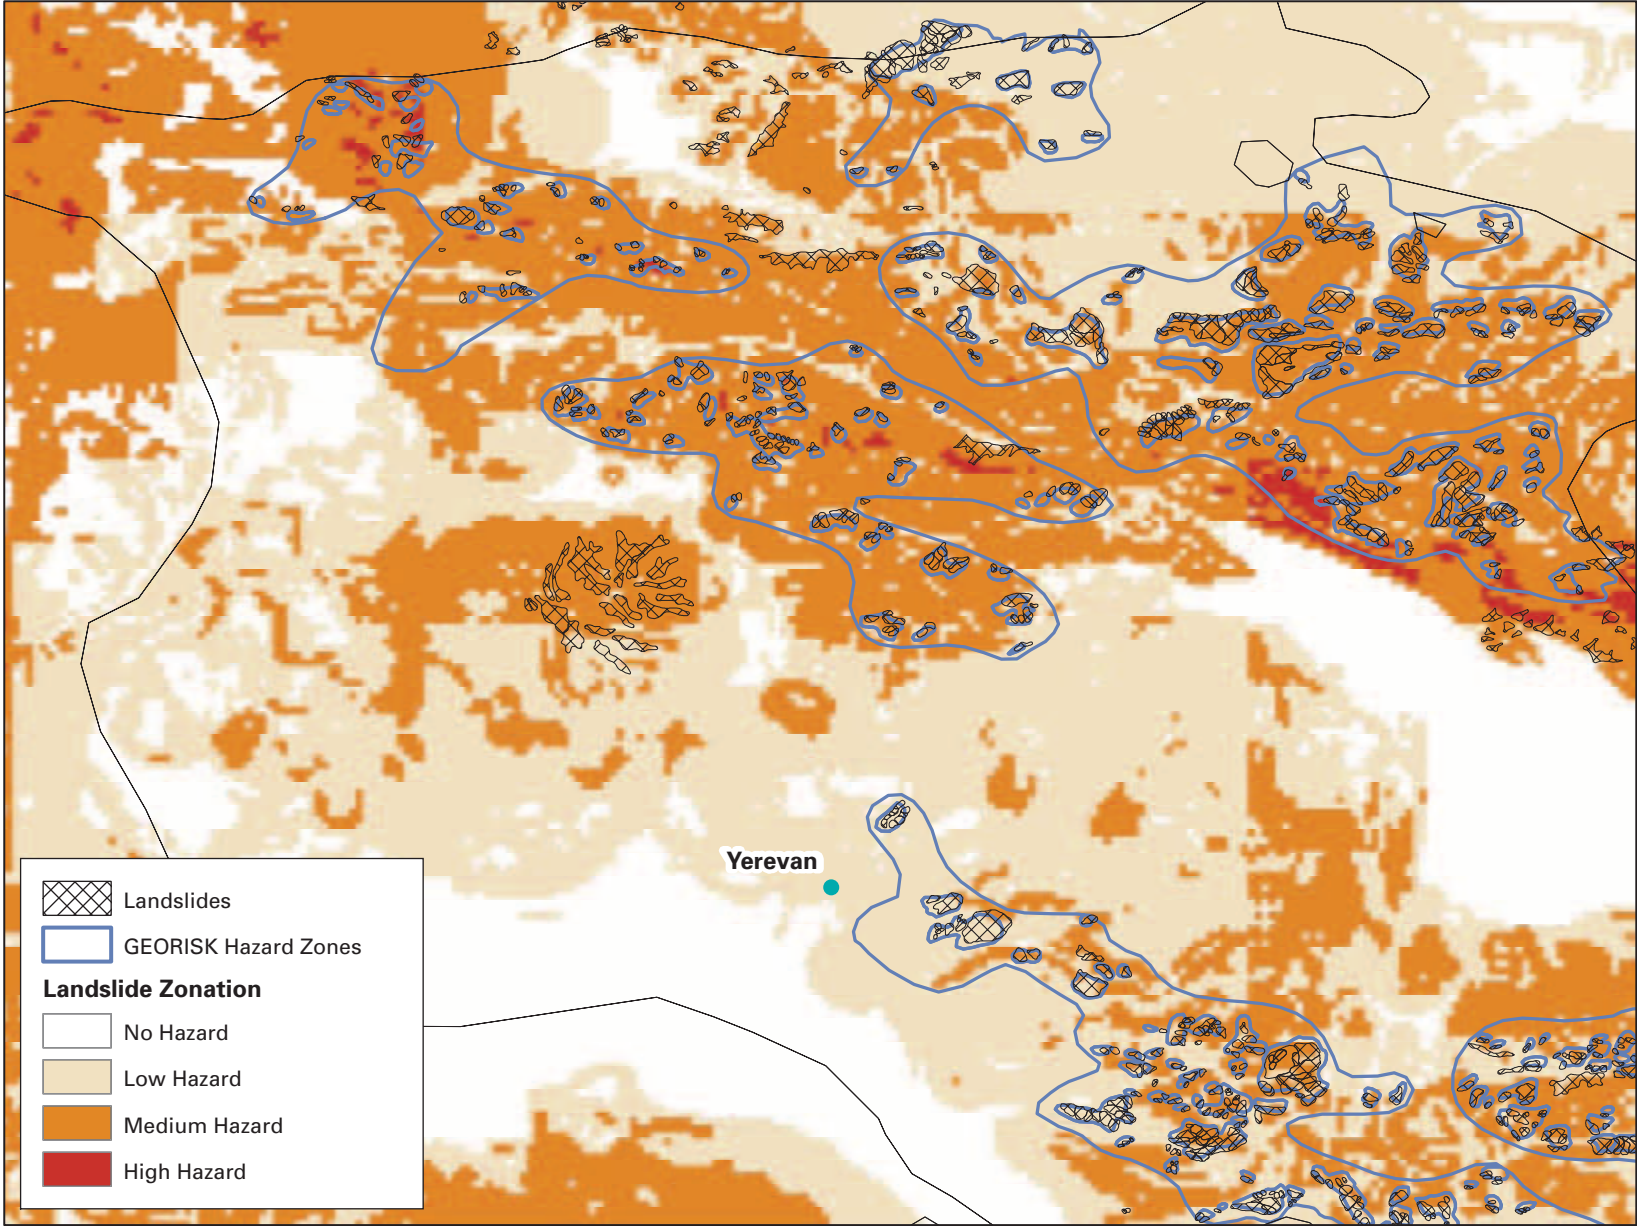 Yerevan
Landslides
GEORISK Hazard Zones
Landslide Zonation
No Hazard
Low Hazard
Medium Hazard
High Hazard